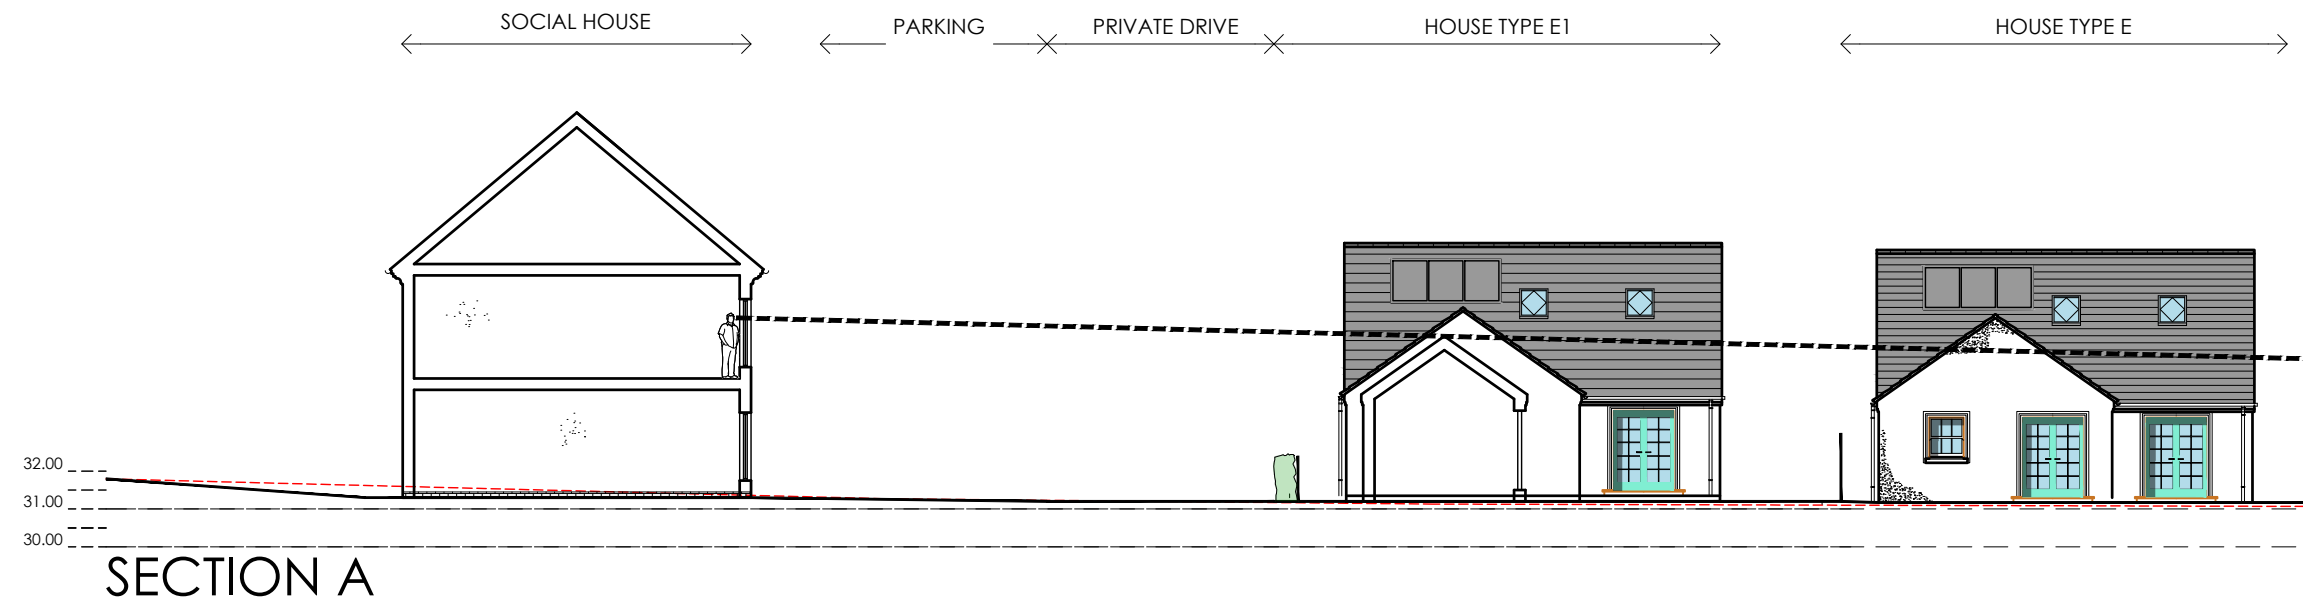 SOCIAL HOUSE
PARKING
PRIVATE DRIVE
HOUSE TYPE E1
HOUSE TYPE E
32.00
31.00
30.00
SECTION A